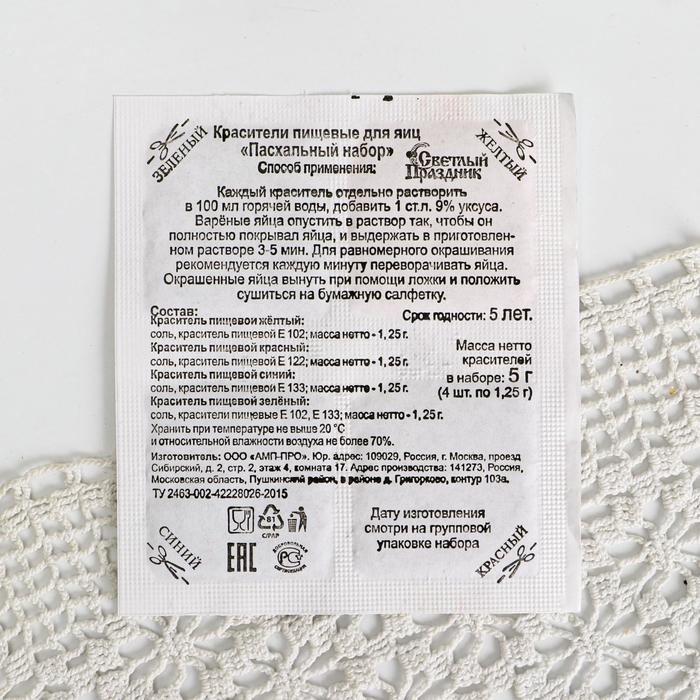 ЗЕЛЕНЫЙ
ЖЕЛТЫЙ
Красители пищевые для яиц
«Пасхальный набор»
Способ применения:
Светлый
Праздник
Каждый краситель отдельно растворить
в 100 мл горячей воды, добавить 1 ст.л. 9% уксуса.
Варёные яйца опустить в раствор так, чтобы он
полностью покрывал яйца, и выдержать в приготовлен-
ном растворе 3-5 мин. Для равномерного окрашивания
рекомендуется каждую минуту переворачивать яйца.
Окрашенные яйца вынуть при помощи ложки и положить
сушиться на бумажную салфетку.
Состав:
Краситель пищевой жёлтый:
соль, краситель пищевой Е 102; масса нетто - 1, 25 г.
Краситель пищевой красный:
соль, краситель пищевой Е 122; масса нетто - 1, 25 г.
Краситель пищевой синий:
соль, краситель пищевой Е 133; масса нетто - 1, 25 г.
Краситель пищевой зелёный:
соль, красители пищевые Е 102, Е 133; масса нетто - 1, 25 г.
Хранить при температуре не выше 20 °С
и относительной влажности воздуха не более 70%.
Срок годности: 5 лет.
Масса нетто
красителей
в наборе: 5 г
(4 шт. по 1,25 г)
Изготовитель: ООО «АМП-ПРО». Юр. адрес: 109029, Россия, г. Москва, проезд
Сибирский, д. 2, стр. 2, этаж 4, комната 17. Адрес производства: 141273, Россия,
Московская область, Пушкинский район, в районе д. Григорково, контур 103а.
ТУ 2463-002-42228026-2015
81
C/PAP
EAC
ДОБРОВОЛЬНАЯ
СЕРТИФИКАЦИЯ
Дату изготовления
смотри на групповой
упаковке набора
СИНИЙ
КРАСНЫЙ